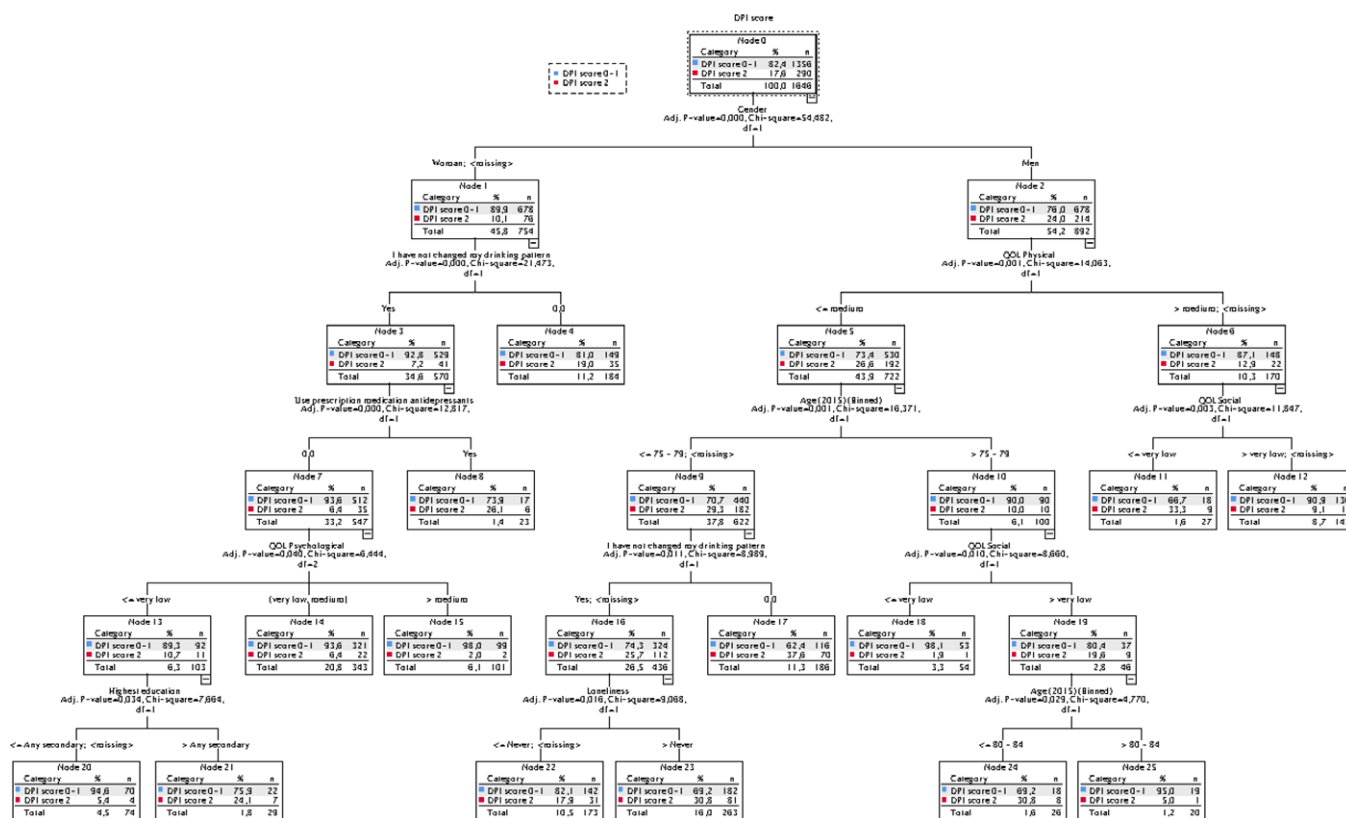 DPI score
Node 0
Category % n
DPI score 0-1 82,4 1356
DPI score 2 17,6 290
Total 100,0 1646
DPI score 0-1
DPI score 2
Gender
Adj. P-value=0,000, Chi-square=54,482,
df=1
Woman; <missing>
Men
Node 1
Category % n
DPI score 0-1 89,9 678
DPI score 2 10,1 76
Total 45,8 754
Node 2
Category % n
DPI score 0-1 76,0 678
DPI score 2 24,0 214
Total 54,2 892
I have not changed my drinking pattern
Adj. P-value=0,000, Chi-square=21,473,
df=1
QOL Physical
Adj. P-value=0,001, Chi-square=14,063,
df=1
Yes
0,0
<= medium
> medium; <missing>
Node 3
Category % n
DPI score 0-1 92,8 529
DPI score 2 7,2 41
Total 34,6 570
Node 4
Category % n
DPI score 0-1 81,0 149
DPI score 2 19,0 35
Total 11,2 184
Node 5
Category % n
DPI score 0-1 73,4 530
DPI score 2 26,6 192
Total 43,9 722
Node 6
Category % n
DPI score 0-1 87,1 148
DPI score 2 12,9 22
Total 10,3 170
Use prescription medication antidepressants
Adj. P-value=0,000, Chi-square=12,817,
df=1
Age (2015) (Binned)
Adj. P-value=0,001, Chi-square=16,371,
df=1
QOL Social
Adj. P-value=0,003, Chi-square=11,847,
df=1
0,0
Yes
<= 75 - 79; <missing>
> 75 - 79
<= very low
> very low; <missing>
Node 7
Category % n
DPI score 0-1 93,6 512
DPI score 2 6,4 35
Total 33,2 547
Node 8
Category % n
DPI score 0-1 73,9 17
DPI score 2 26,1 6
Total 1,4 23
Node 9
Category % n
DPI score 0-1 70,7 440
DPI score 2 29,3 182
Total 37,8 622
Node 10
Category % n
DPI score 0-1 90,0 90
DPI score 2 10,0 10
Total 6,1 100
Node 11
Category % n
DPI score 0-1 66,7 18
DPI score 2 33,3 9
Total 1,6 27
Node 12
Category %
DPI score 0-1 90,9
DPI score 2 9,1
Total 8,7
QOL Psychological
Adj. P-value=0,040, Chi-square=6,444,
df=2
I have not changed my drinking pattern
Adj. P-value=0,011, Chi-square=8,989,
df=1
QOL Social
Adj. P-value=0,010, Chi-square=8,660,
df=1
<= very low
(very low, medium]
> medium
Yes; <missing>
0,0
<= very low
> very low
Node 13
Category % n
DPI score 0-1 89,3 92
DPI score 2 10,7 11
Total 6,3 103
Node 14
Category % n
DPI score 0-1 93,6 321
DPI score 2 6,4 22
Total 20,8 343
Node 15
Category % n
DPI score 0-1 98,0 99
DPI score 2 2,0 2
Total 6,1 101
Node 16
Category % n
DPI score 0-1 74,3 324
DPI score 2 25,7 112
Total 26,5 436
Node 17
Category % n
DPI score 0-1 62,4 116
DPI score 2 37,6 70
Total 11,3 186
Node 18
Category % n
DPI score 0-1 98,1 53
DPI score 2 1,9 1
Total 3,3 54
Node 19
Category % n
DPI score 0-1 80,4 37
DPI score 2 19,6 9
Total 2,8 46
Highest education
Adj. P-value=0,034, Chi-square=7,664,
df=1
Loneliness
Adj. P-value=0,016, Chi-square=9,068,
df=1
Age (2015) (Binned)
Adj. P-value=0,029, Chi-square=4,770,
df=1
<= Any secondary; <missing>
> Any secondary
<= Never; <missing>
> Never
<= 80 - 84
> 80 - 84
Node 20
Category % n
DPI score 0-1 94,6 70
DPI score 2 5,4 4
Total 4,5 74
Node 21
Category % n
DPI score 0-1 75,9 22
DPI score 2 24,1 7
Total 1,8 29
Node 22
Category % n
DPI score 0-1 82,1 142
DPI score 2 17,9 31
Total 10,5 173
Node 23
Category % n
DPI score 0-1 69,2 182
DPI score 2 30,8 81
Total 16,0 263
Node 24
Category % n
DPI score 0-1 69,2 18
DPI score 2 30,8 8
Total 1,6 26
Node 25
Category % n
DPI score 0-1 95,0 19
DPI score 2 5,0 1
Total 1,2 20